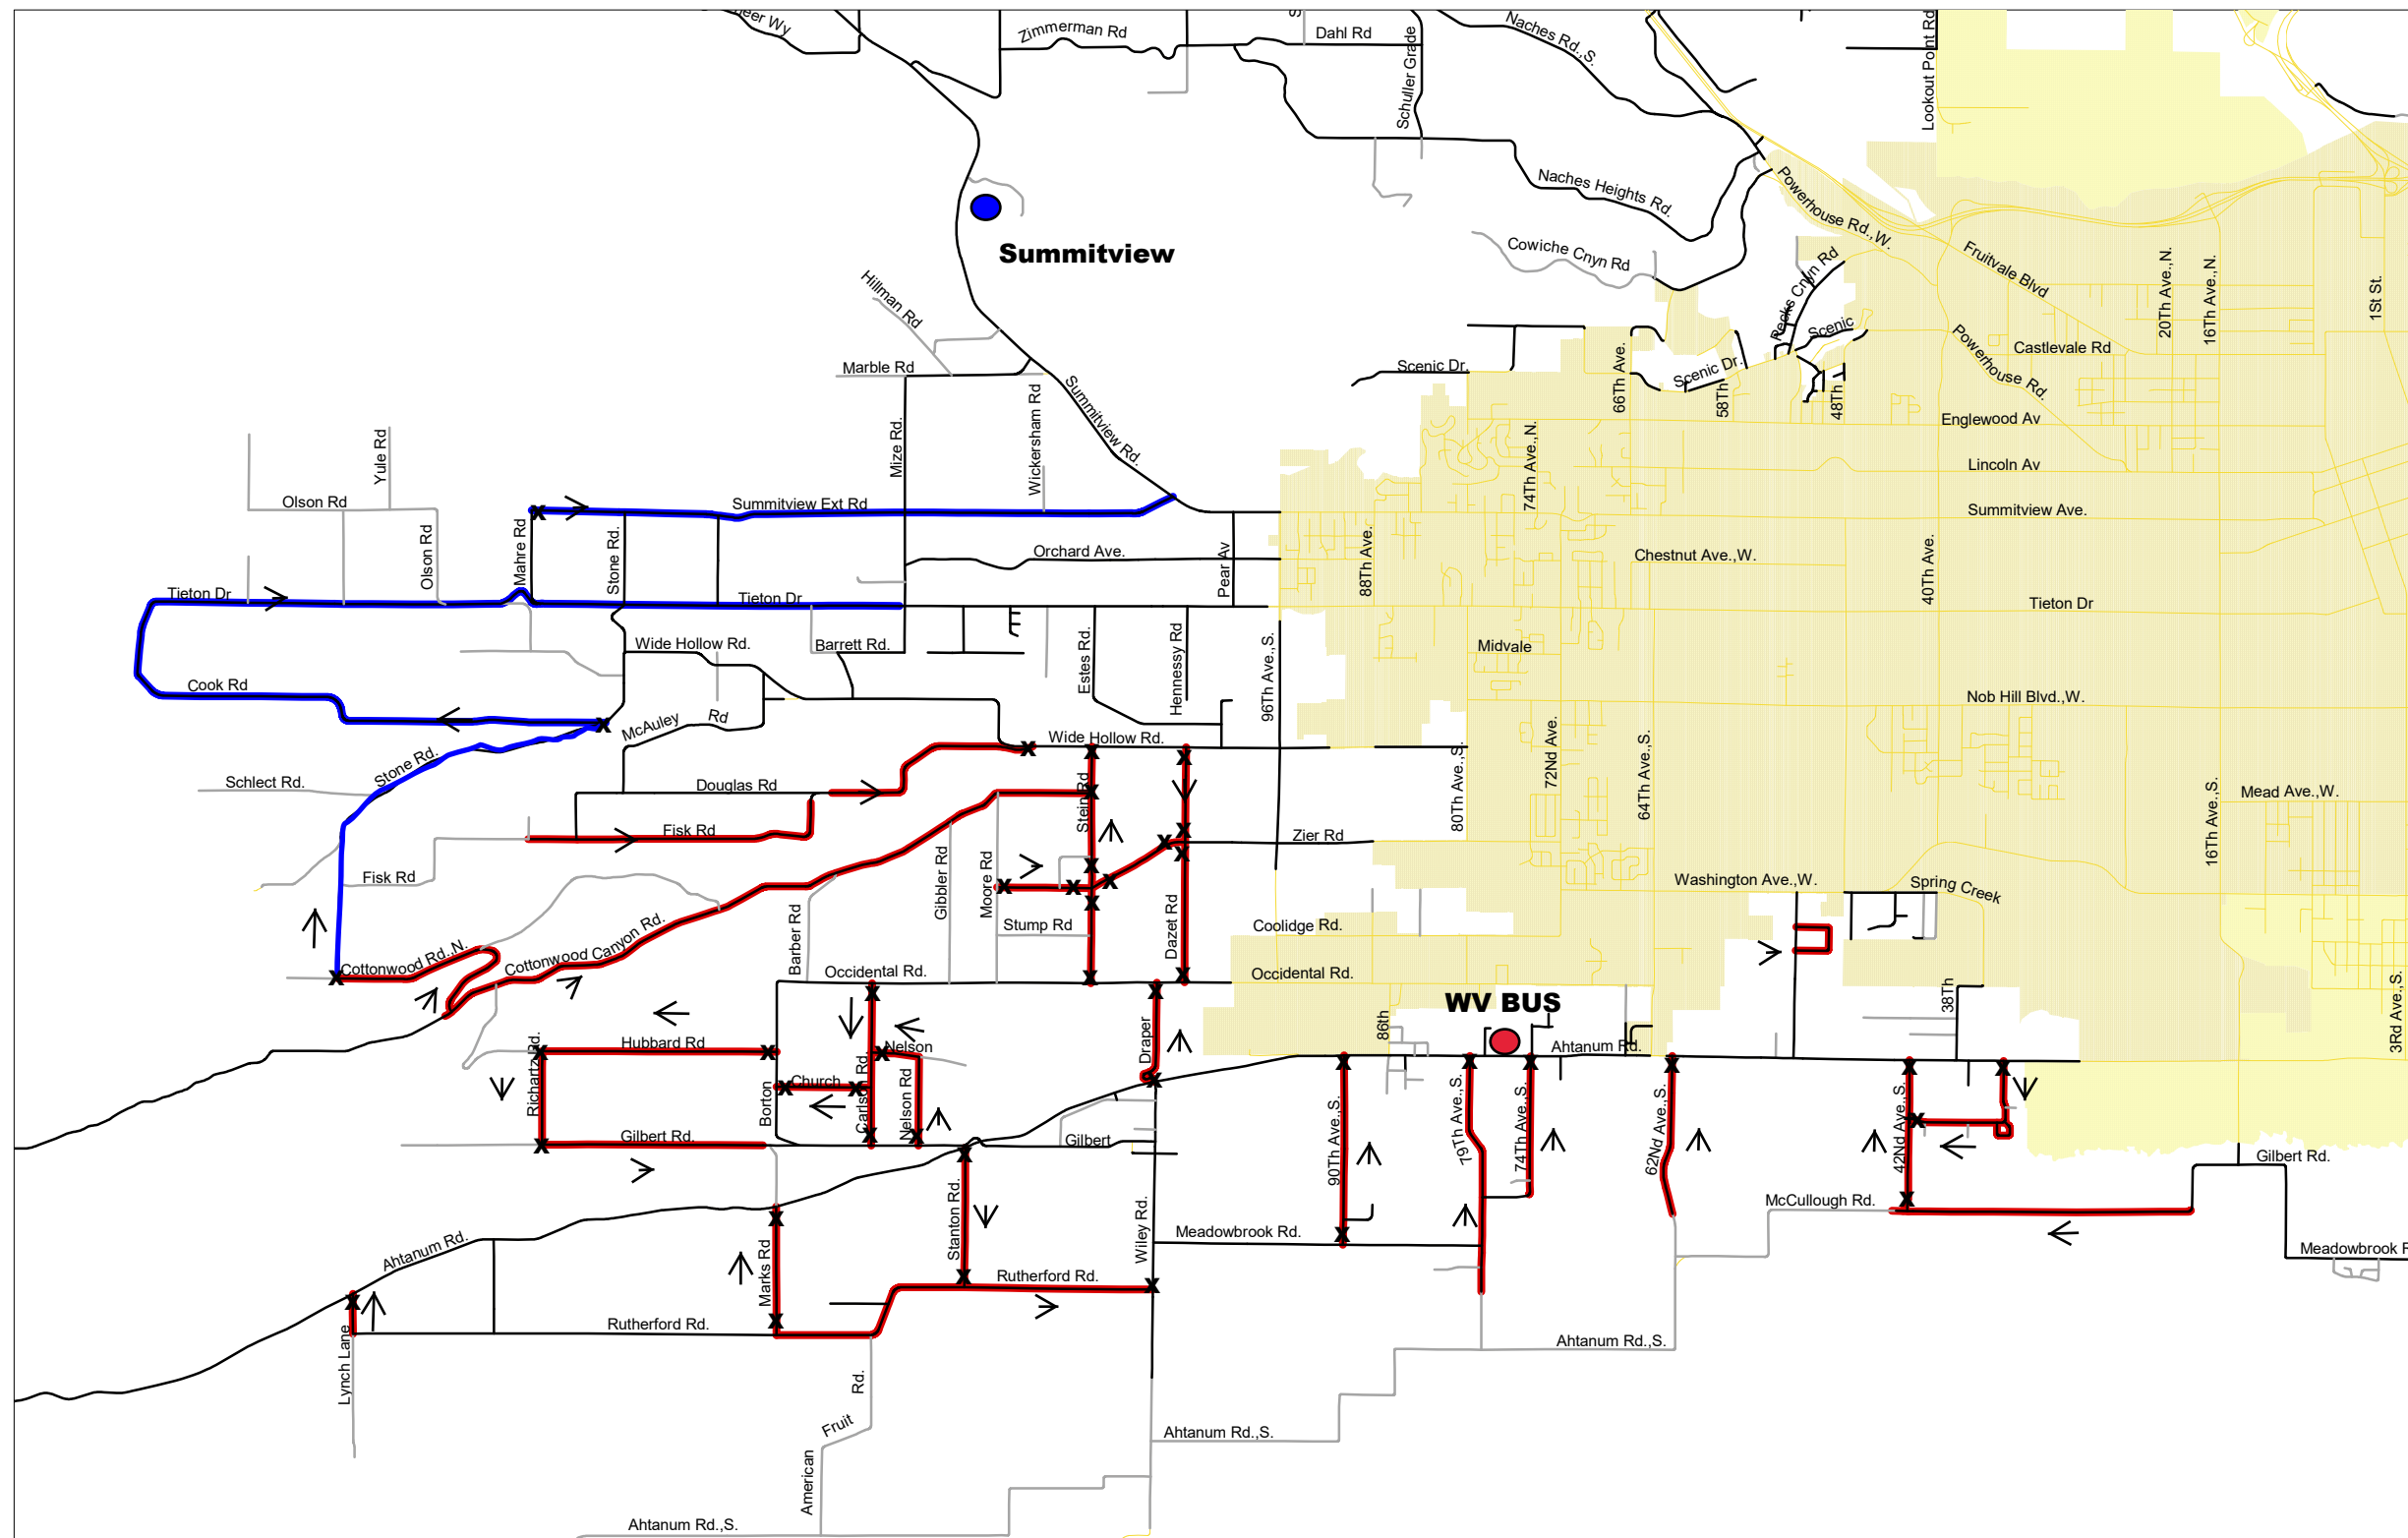 Zimmerman Rd
Dahl Rd
Schuller Grade
Naches Rd.,S.
Lookout Point Rd
Naches Heights Rd.
Powerhouse Rd.,W.
Cowiche Cnyn Rd
Summitview
Hillman Rd
Marble Rd
Summitview Rd.
Wickersham Rd
Mize Rd.
Scenic Dr.
66Th Ave.
Scenic Dr.
58Th
Pecks Cnyn Rd
Scenic
48Th
Fruitvale Blvd
Powerhouse Rd.
Castlevale Rd
20Th Ave.,N.
16Th Ave.,N.
1St St.
Englewood Av
Lincoln Av
74Th Ave.,N.
Summitview Ave.
Yule Rd
Olson Rd
Olson Rd
Mahre Rd
Stone Rd.
Summitview Ext Rd
Orchard Ave.
Pear Av
88Th Ave.
Chestnut Ave.,W.
40Th Ave.
Tieton Dr
Tieton Dr
Tieton Dr
Wide Hollow Rd.
Barrett Rd.
Estes Rd.
Hennessy Rd
96Th Ave.,S.
Midvale
Cook Rd
McAuley
Rd
Nob Hill Blvd.,W.
Wide Hollow Rd.
72Nd Ave.
64Th Ave.,S.
80Th Ave.,S.
Stone Rd.
Schlect Rd.
Douglas Rd
Stein Rd
Mead Ave.,W.
16Th Ave.,S.
Fisk Rd
Zier Rd
Fisk Rd
Gibbler Rd
Moore Rd
Washington Ave.,W.
Spring Creek
Barber Rd
Stump Rd
Dazet Rd
Coolidge Rd.
Cottonwood Rd.,N.
Cottonwood Canyon Rd.
Occidental Rd.
Occidental Rd.
WV BUS
38Th
3Rd Ave.,S.
86th
Ahtanum Rd.
Hubbard Rd
Richartz Rd.
Nelson
Draper
Church
Borton
Carlson Rd.
Nelson Rd
Gilbert Rd.
Gilbert
90Th Ave.,S.
79Th Ave.,S.
74Th Ave.,S.
62Nd Ave.,S.
42Nd Ave.,S.
Gilbert Rd.
McCullough Rd.
Meadowbrook Rd.
Meadowbrook R
Ahtanum Rd.
Marks Rd
Stanton Rd.
Wiley Rd.
Rutherford Rd.
Rutherford Rd.
Lynch Lane
Ahtanum Rd.,S.
Rd.
Fruit
American
Ahtanum Rd.,S.
Ahtanum Rd.,S.